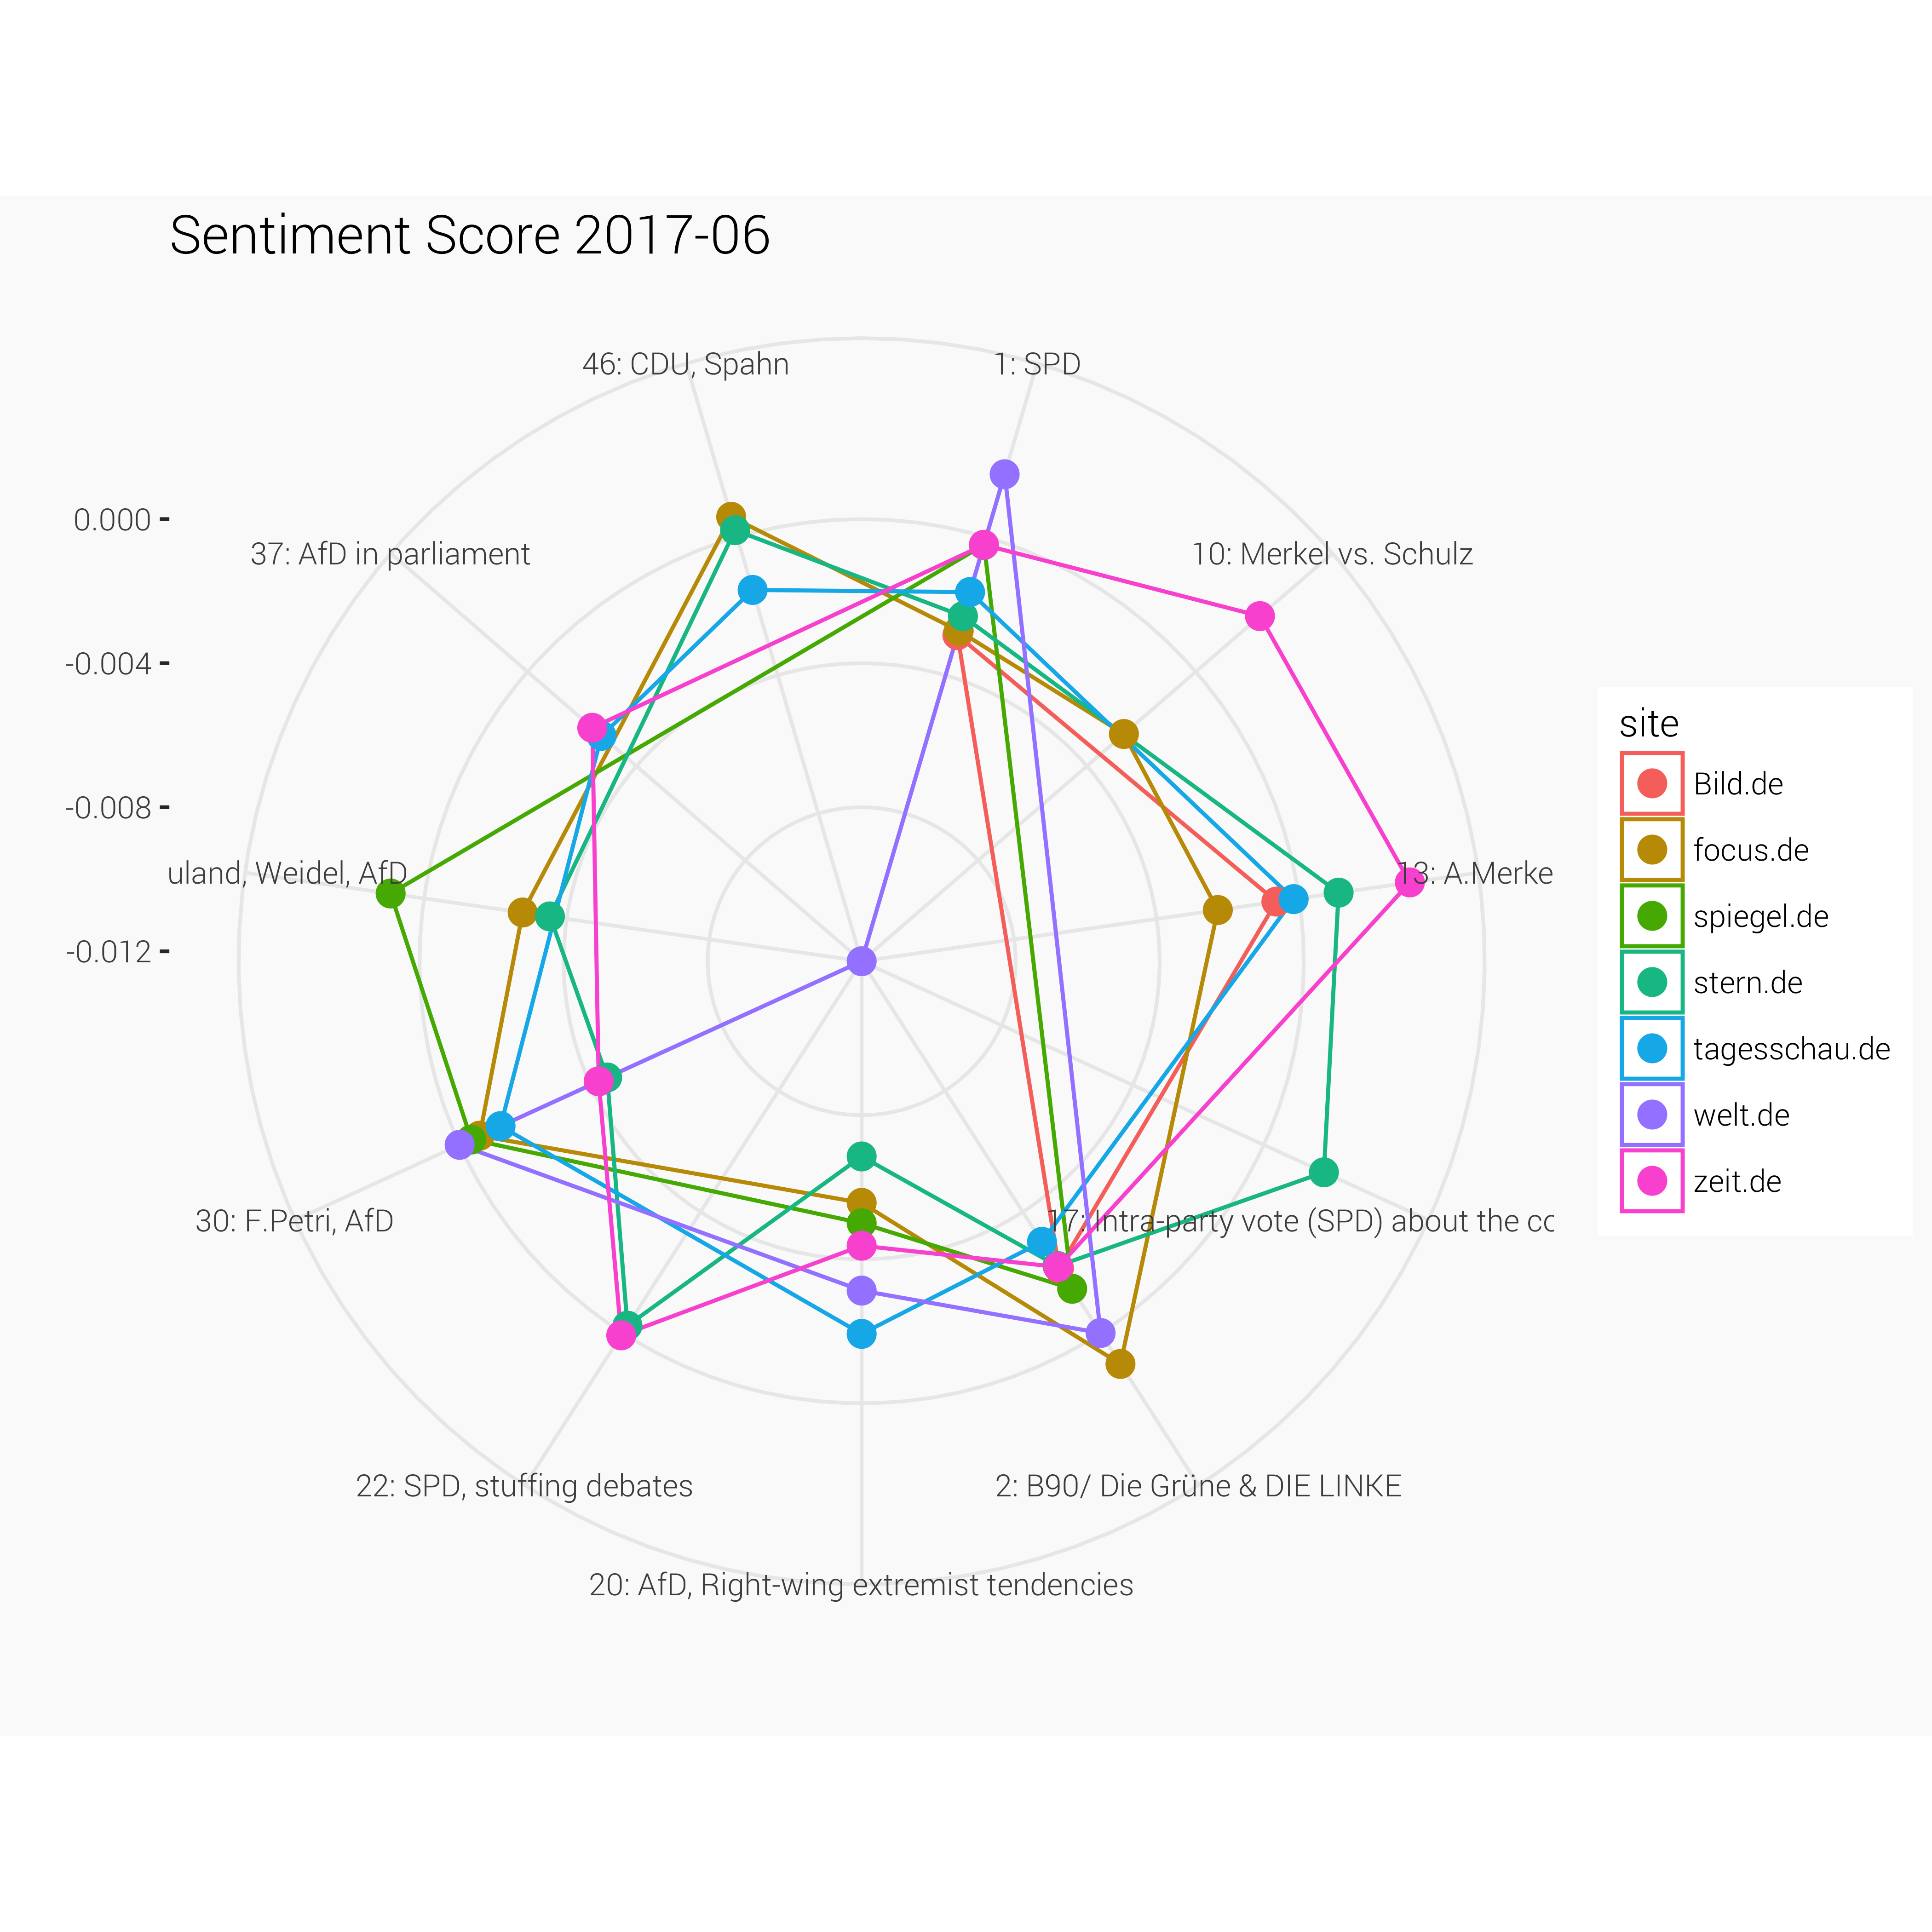 Sentiment Score 2017-06
46: CDU, Spahn
1: SPD
0.000
37: AfD in parliament
10: Merkel vs. Schulz
-0.004
site
Bild.de
-0.008
focus.de
uland, Weidel, AfD
13: A.Merke
spiegel.de
-0.012
stern.de
tagesschau.de
welt.de
zeit.de
30: F.Petri, AfD
17: Intra-party vote (SPD) about the cc
22: SPD, stuffing debates
2: B90/ Die Grüne & DIE LINKE
20: AfD, Right-wing extremist tendencies